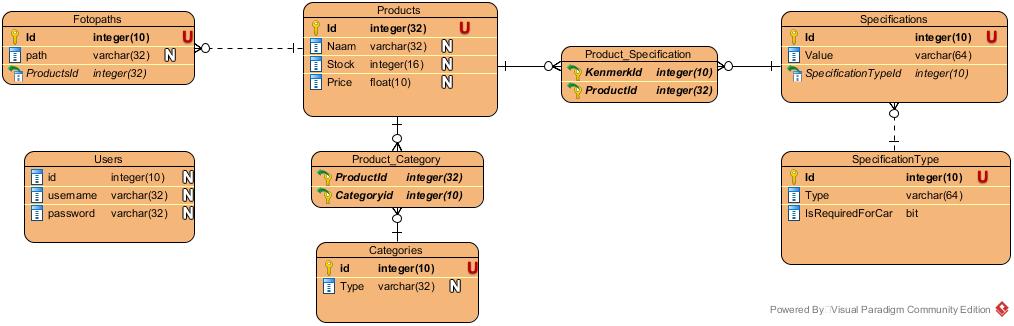 Fotopaths
Id integer(10) U
path varchar(32) N
ProductsId integer(32)
Products
Id integer(32) U
Naam varchar(32) N
Stock integer(16) N
Price float(10) N
Product_Specification
KenmerkId integer(10)
ProductId integer(32)
Specifications
Id integer(10) U
Value varchar(64)
SpecificationTypeId integer(10)
Users
id integer(10) N
username varchar(32) N
password varchar(32) N
Product_Category
ProductId integer(32)
Categoryid integer(10)
SpecificationType
Id integer(10) U
Type varchar(64)
IsRequiredForCar bit
Categories
id integer(10) U
Type varchar(32) N
Powered By Visual Paradigm Community Edition